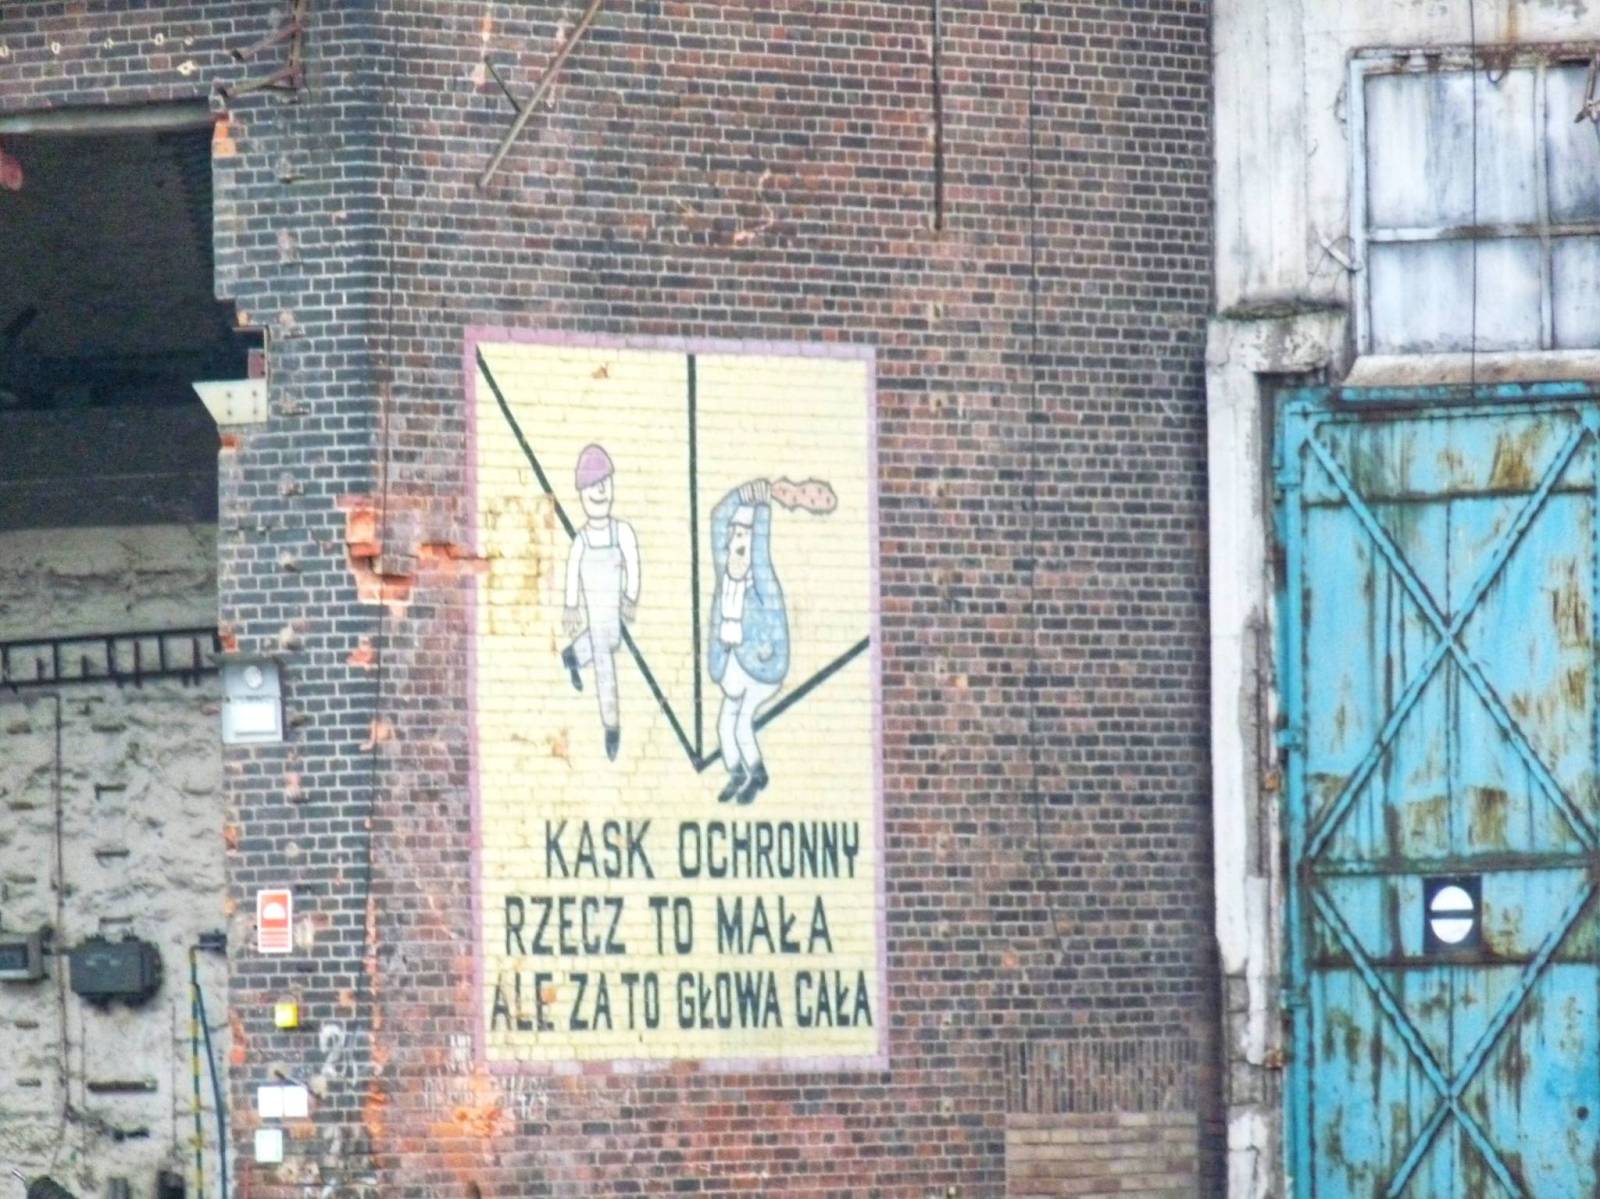 KASK OCHRONNY
RZECZ TO MAŁA
ALE ZA TO GŁOWA CAŁA